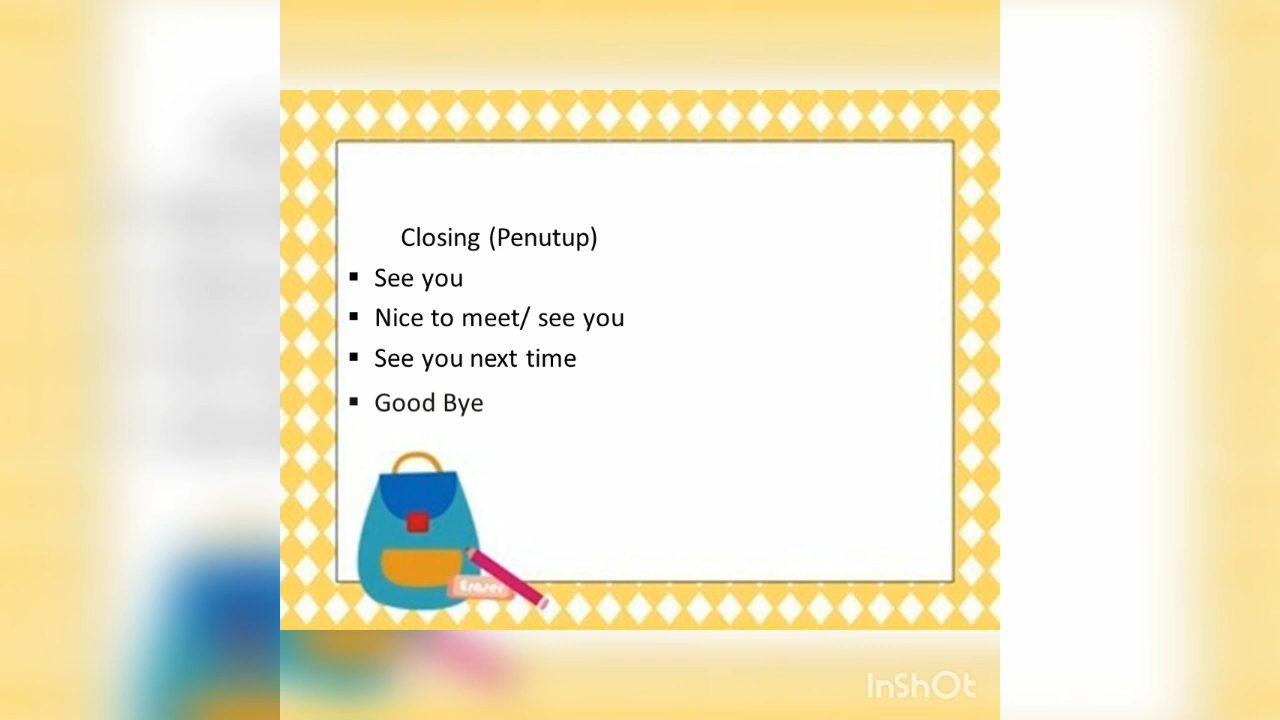 Closing (Penutup)
▪ See you
▪ Nice to meet/ see you
▪ See you next time
▪ Good Bye
Eraser
InShOt